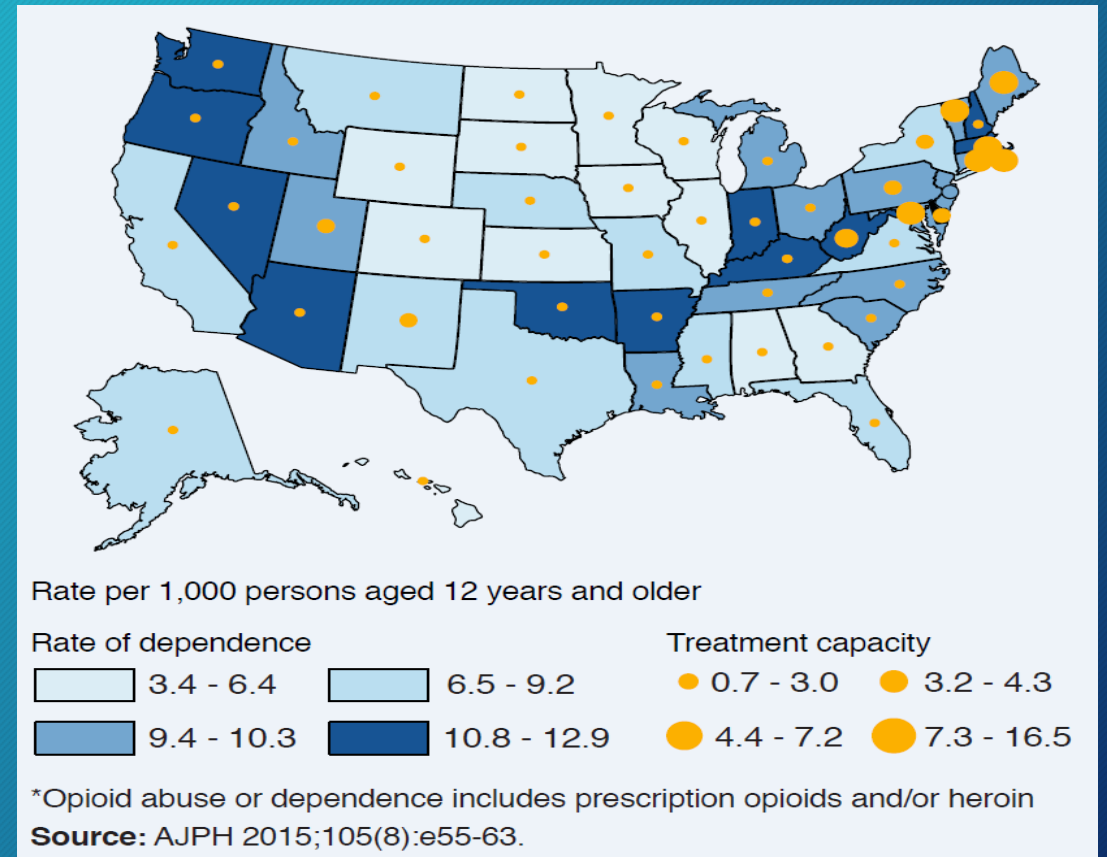 Rate per 1,000 persons aged 12 years and older
Rate of dependence
3.4 - 6.4
6.5 - 9.2
9.4 - 10.3
10.8 - 12.9
Treatment capacity
0.7 - 3.0
3.2 - 4.3
4.4 - 7.2
7.3 - 16.5
*Opioid abuse or dependence includes prescription opioids and/or heroin
Source: AJPH 2015;105(8):e55-63.